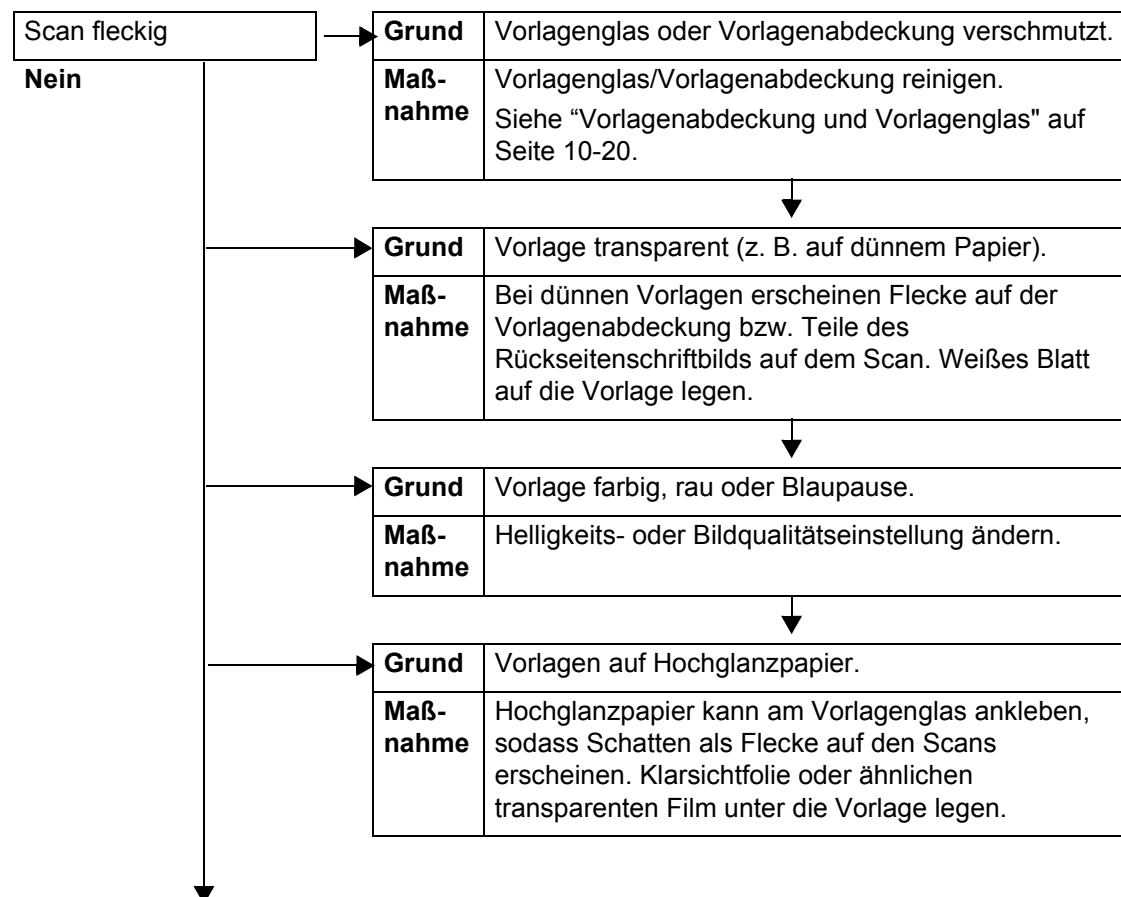 Scan fleckig
Nein
Grund Vorlagenglas oder Vorlagenabdeckung verschmutzt.
Maß-
nahme
Vorlagenglas/Vorlagenabdeckung reinigen.
Siehe “Vorlagenabdeckung und Vorlagenglas" auf
Seite 10-20.
Grund Vorlage transparent (z. B. auf dünnem Papier).
Maß-
nahme
Bei dünnen Vorlagen erscheinen Flecke auf der
Vorlagenabdeckung bzw. Teile des
Rückseitenschriftbilds auf dem Scan. Weißes Blatt
auf die Vorlage legen.
Grund Vorlage farbig, rau oder Blaupause.
Maß-
nahme
Helligkeits- oder Bildqualitätseinstellung ändern.
Grund Vorlagen auf Hochglanzpapier.
Maß-
nahme
Hochglanzpapier kann am Vorlagenglas ankleben,
sodass Schatten als Flecke auf den Scans
erscheinen. Klarsichtfolie oder ähnlichen
transparenten Film unter die Vorlage legen.